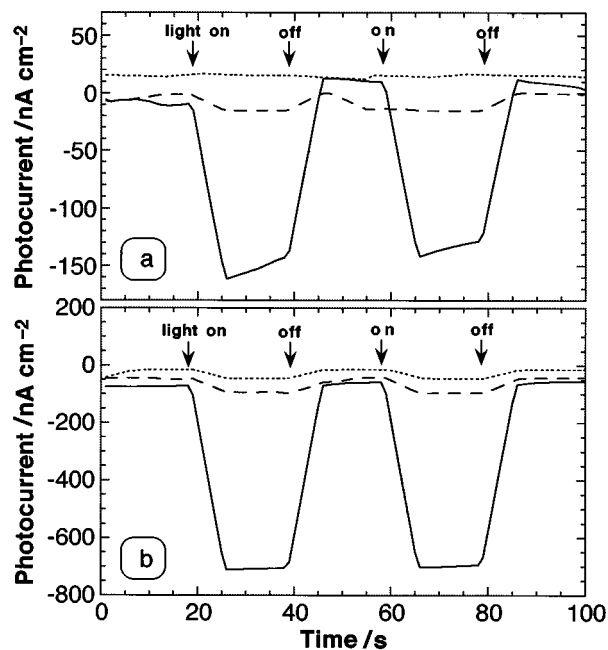 light on off on off
50
0
-50
-100
-150
Photocurrent /nA cm⁻²
a
200
light on off on off
0
-200
-400
-600
-800
Photocurrent /nA cm⁻²
b
0 20 40 60 80 100
Time /s